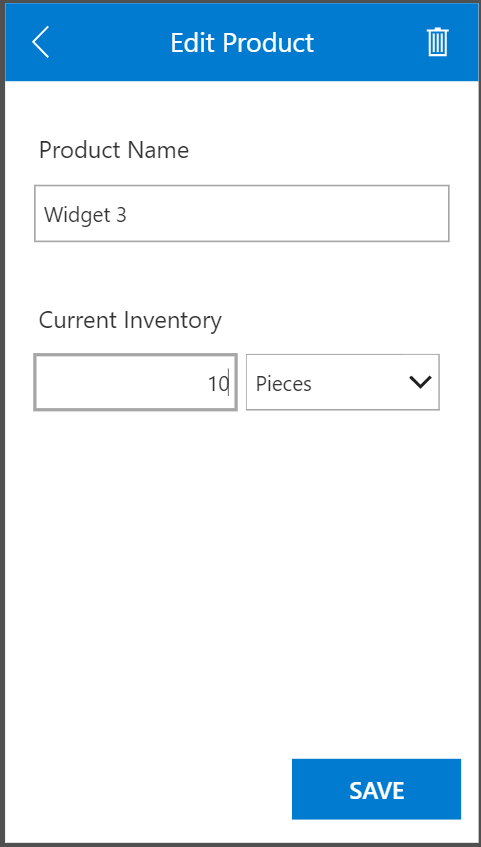 Edit Product
Product Name
Widget 3
Current Inventory
10 Pieces
SAVE